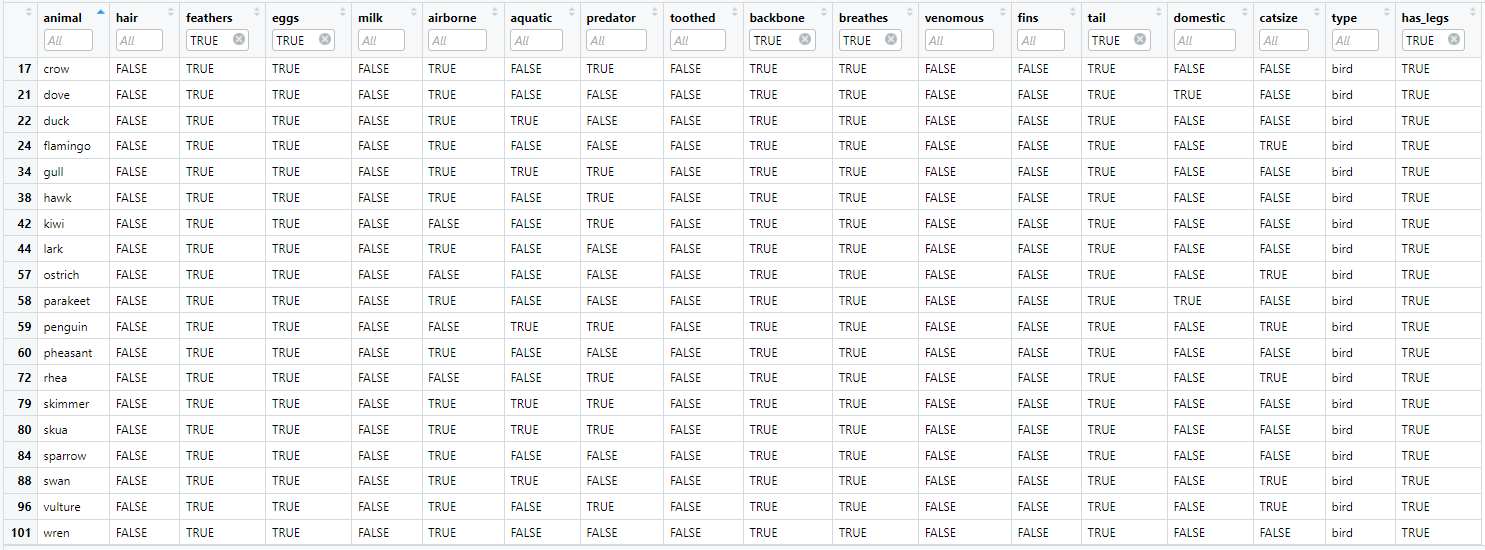 animal hair feathers eggs milk airborne aquatic predator toothed backbone breathes venomous fins tail domestic catsize type has_legs
All All TRUE TRUE All All All All All TRUE TRUE All All TRUE All All All TRUE
17 crow FALSE TRUE TRUE FALSE TRUE FALSE TRUE FALSE TRUE TRUE FALSE FALSE TRUE FALSE FALSE bird TRUE
21 dove FALSE TRUE TRUE FALSE TRUE FALSE FALSE FALSE TRUE TRUE FALSE FALSE TRUE TRUE FALSE bird TRUE
22 duck FALSE TRUE TRUE FALSE TRUE TRUE FALSE FALSE TRUE TRUE FALSE FALSE TRUE FALSE FALSE bird TRUE
24 flamingo FALSE TRUE TRUE FALSE TRUE FALSE FALSE FALSE TRUE TRUE FALSE FALSE TRUE FALSE TRUE bird TRUE
34 gull FALSE TRUE TRUE FALSE TRUE TRUE TRUE FALSE TRUE TRUE FALSE FALSE TRUE FALSE FALSE bird TRUE
38 hawk FALSE TRUE TRUE FALSE TRUE FALSE TRUE FALSE TRUE TRUE FALSE FALSE TRUE FALSE FALSE bird TRUE
42 kiwi FALSE TRUE TRUE FALSE FALSE FALSE TRUE FALSE TRUE TRUE FALSE FALSE TRUE FALSE FALSE bird TRUE
44 lark FALSE TRUE TRUE FALSE TRUE FALSE FALSE FALSE TRUE TRUE FALSE FALSE TRUE FALSE FALSE bird TRUE
57 ostrich FALSE TRUE TRUE FALSE FALSE FALSE FALSE FALSE TRUE TRUE FALSE FALSE TRUE FALSE TRUE bird TRUE
58 parakeet FALSE TRUE TRUE FALSE TRUE FALSE FALSE FALSE TRUE TRUE FALSE FALSE TRUE TRUE FALSE bird TRUE
59 penguin FALSE TRUE TRUE FALSE FALSE TRUE TRUE FALSE TRUE TRUE FALSE FALSE TRUE FALSE TRUE bird TRUE
60 pheasant FALSE TRUE TRUE FALSE TRUE FALSE FALSE FALSE TRUE TRUE FALSE FALSE TRUE FALSE FALSE bird TRUE
72 rhea FALSE TRUE TRUE FALSE FALSE FALSE TRUE FALSE TRUE TRUE FALSE FALSE TRUE FALSE TRUE bird TRUE
79 skimmer FALSE TRUE TRUE FALSE TRUE TRUE TRUE FALSE TRUE TRUE FALSE FALSE TRUE FALSE FALSE bird TRUE
80 skua FALSE TRUE TRUE FALSE TRUE TRUE TRUE FALSE TRUE TRUE FALSE FALSE TRUE FALSE FALSE bird TRUE
84 sparrow FALSE TRUE TRUE FALSE TRUE FALSE FALSE FALSE TRUE TRUE FALSE FALSE TRUE FALSE FALSE bird TRUE
88 swan FALSE TRUE TRUE FALSE TRUE TRUE FALSE FALSE TRUE TRUE FALSE FALSE TRUE FALSE TRUE bird TRUE
96 vulture FALSE TRUE TRUE FALSE TRUE FALSE TRUE FALSE TRUE TRUE FALSE FALSE TRUE FALSE TRUE bird TRUE
101 wren FALSE TRUE TRUE FALSE TRUE FALSE FALSE FALSE TRUE TRUE FALSE FALSE TRUE FALSE FALSE bird TRUE